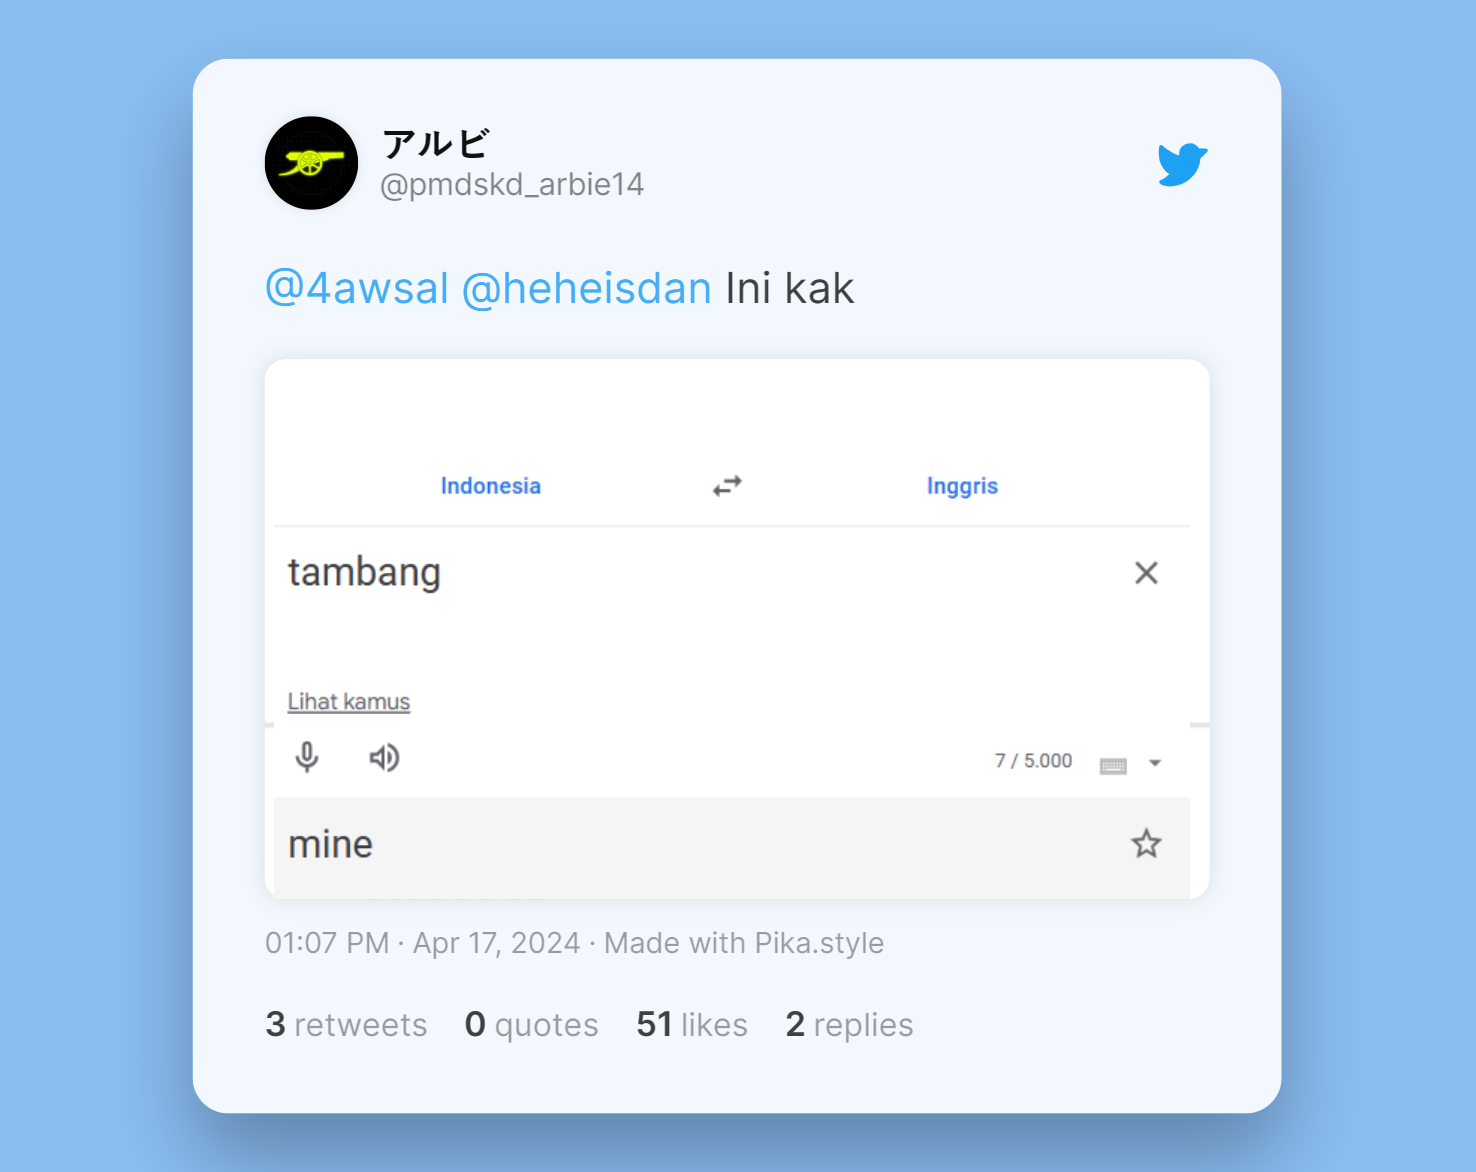 アルビ
@pmdskd_arbie14
@4awsal @heheisdan Ini kak
Indonesia Inggris
tambang
Lihat kamus
7 / 5.000
mine
01:07 PM · Apr 17, 2024 · Made with Pika.style
3 retweets 0 quotes 51 likes 2 replies